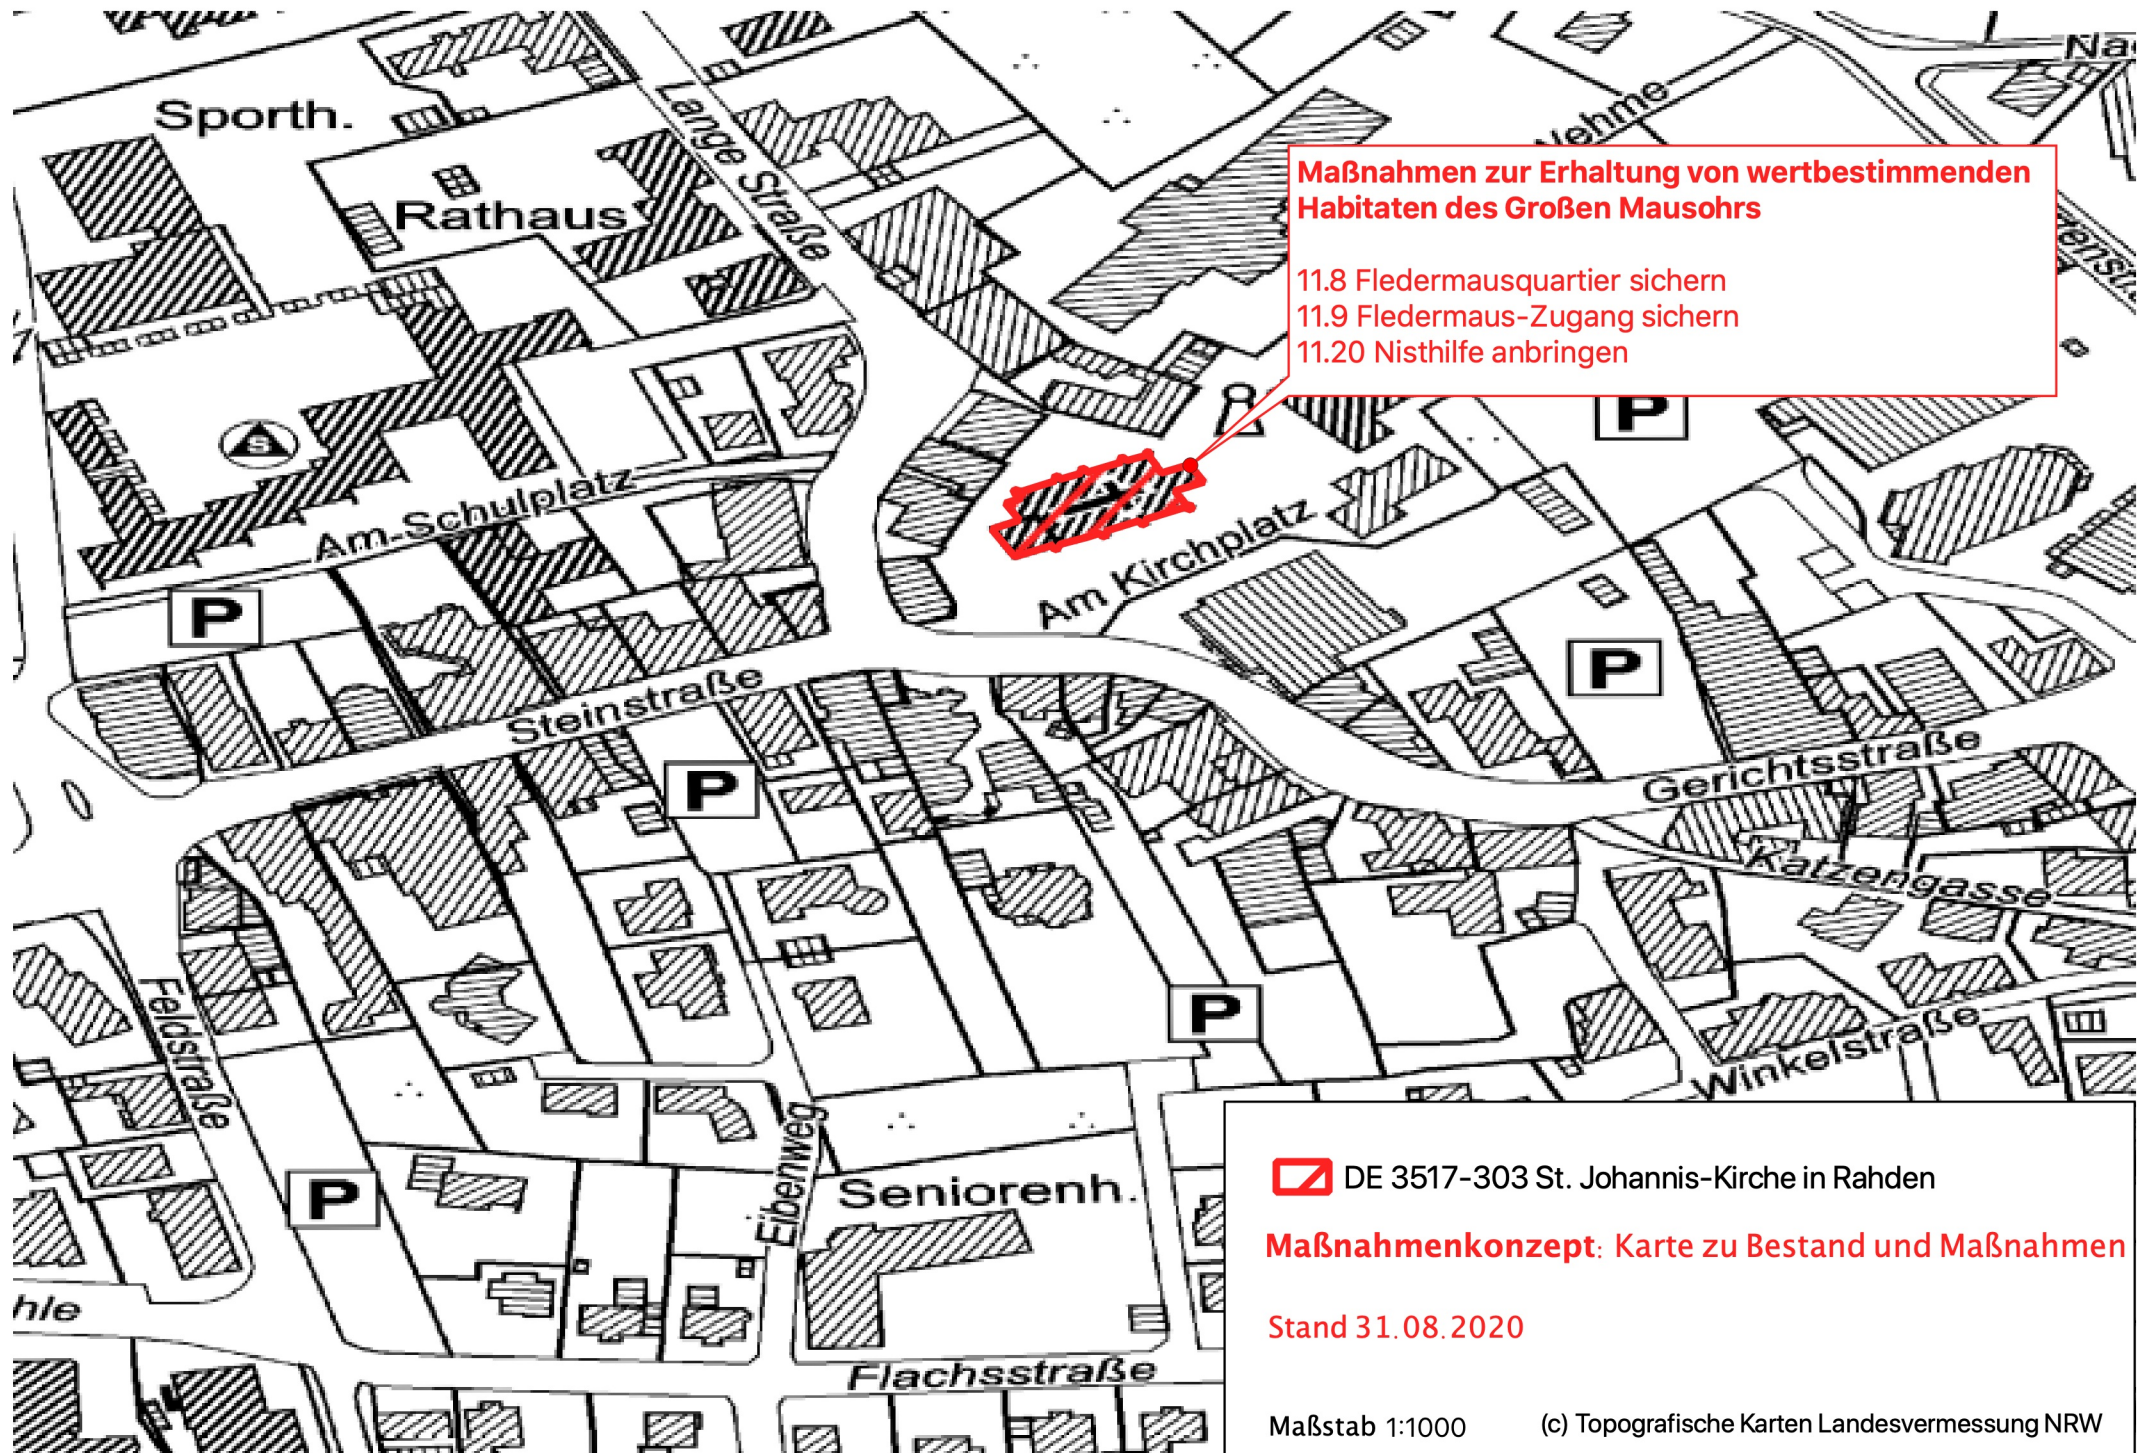 Sporth.
Rathaus
Lange Straße
Maßnahmen zur Erhaltung von wertbestimmenden
Habitaten des Großen Mausohrs
11.8 Fledermausquartier sichern
11.9 Fledermaus-Zugang sichern
11.20 Nisthilfe anbringen
S
P
Am Schulplatz
Am Kirchplatz
P
P
Steinstraße
P
Gerichtsstraße
Katzengasse
Feldstraße
P
Winkelstraße
Eibenweg
P
Seniorenh.
hle
Flachsstraße
DE 3517-303 St. Johannis-Kirche in Rahden
Maßnahmenkonzept: Karte zu Bestand und Maßnahmen
Stand 31.08.2020
Maßstab 1:1000
(c) Topografische Karten Landesvermessung NRW